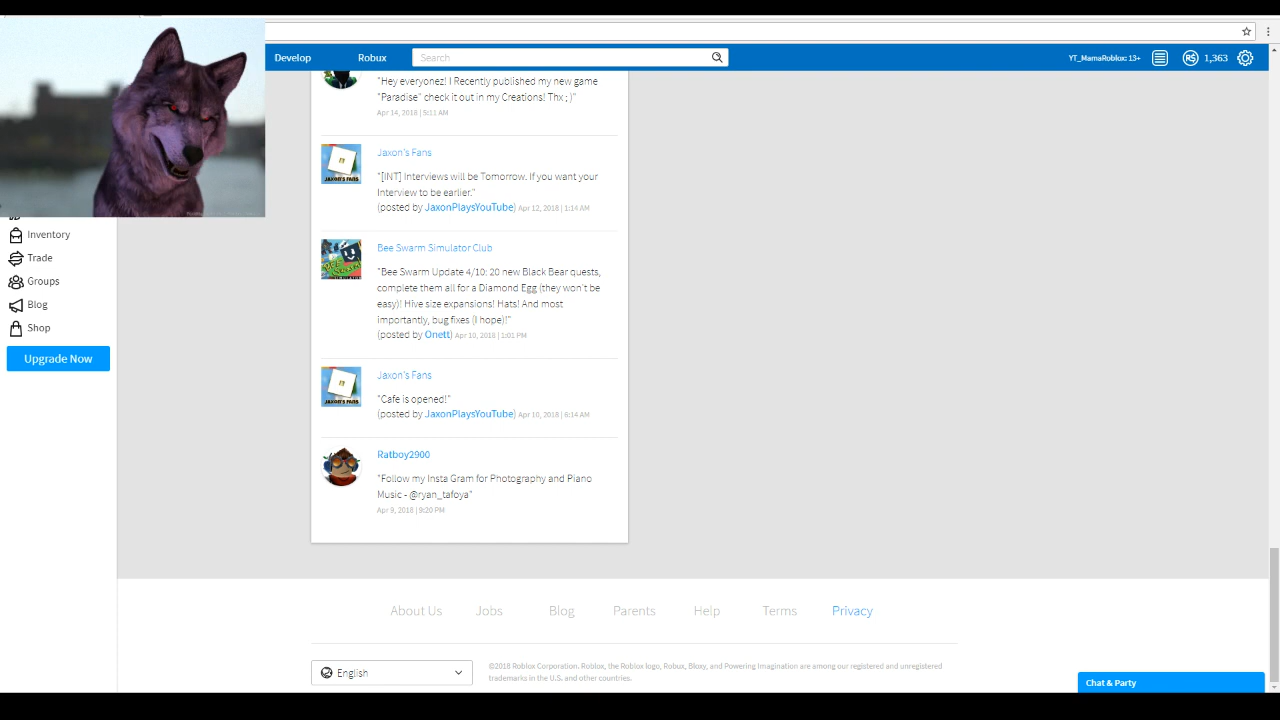 Develop
Robux
Search
YT_MamaRoblox: 13+
1,363
Inventory
Trade
Groups
Blog
Shop
Upgrade Now
"Hey everyonez! I Recently published my new game
"Paradise" check it out in my Creations! Thx ; )"
Apr 14, 2018 | 5:11 AM
JAXON'S FANS
Jaxon's Fans
"[INT] Interviews will be Tomorrow. If you want your
Interview to be earlier."
(posted by JaxonPlaysYouTube) Apr 12, 2018 | 1:14 AM
Bee Swarm Simulator Club
"Bee Swarm Update 4/10: 20 new Black Bear quests,
complete them all for a Diamond Egg (they won't be
easy)! Hive size expansions! Hats! And most
importantly, bug fixes (I hope)!"
(posted by Onett) Apr 10, 2018 | 1:01 PM
JAXON'S FANS
Jaxon's Fans
"Cafe is opened!"
(posted by JaxonPlaysYouTube) Apr 10, 2018 | 6:14 AM
Ratboy2900
"Follow my Insta Gram for Photography and Piano
Music - @ryan_tafoya"
Apr 9, 2018 | 9:20 PM
About Us
Jobs
Blog
Parents
Help
Terms
Privacy
English
©2018 Roblox Corporation. Roblox, the Roblox logo, Robux, Bloxy, and Powering Imagination are among our registered and unregistered
trademarks in the U.S. and other countries.
Chat & Party